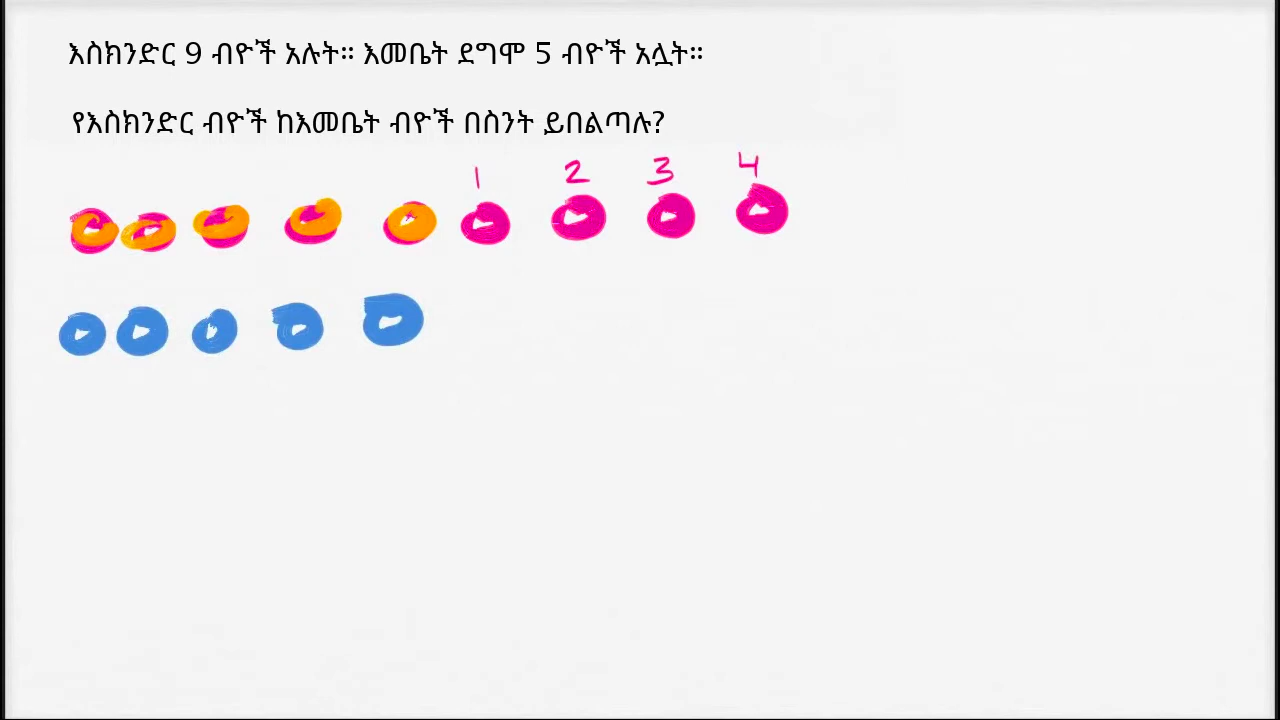 እስክንድር 9 ብዮች አሉት። እመቤት ደግሞ 5 ብዮች አሏት።
የእስክንድር ብዮች ከእመቤት ብዮች በስንት ይበልጣሉ?
1 2 3 4